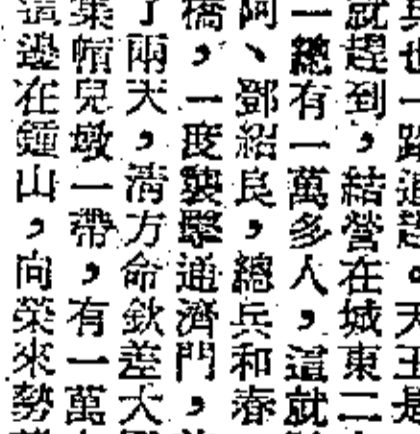 也一路追趕。天王
就趕到,結營在城東二
一總有一萬多人,這就
阿、鄧紹良,總兵和春
橋,一度襲擊通濟門,
了兩天,清方命欽差大
集帽兒墩一帶,有一萬
這邊在鍾山,向榮來勢